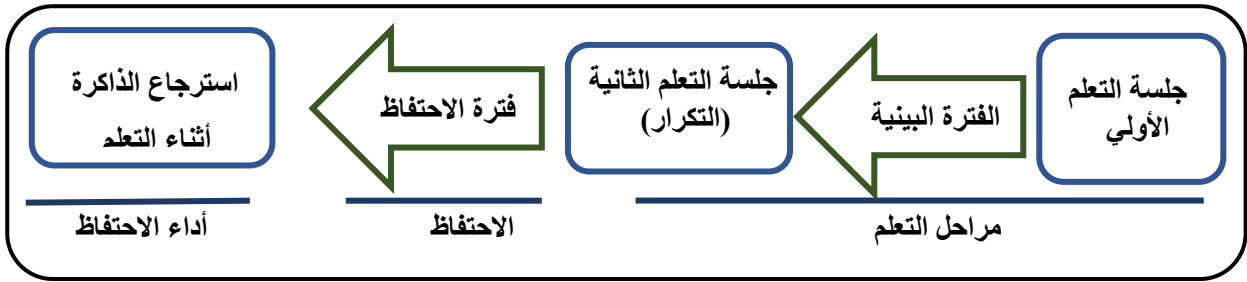 جلسة التعلم
الأولي
الفترة البينية
جلسة التعلم الثانية
(التكرار)
فترة الاحتفاظ
استرجاع الذاكرة
أثناء التعلم
مراحل التعلم
الاحتفاظ
أداء الاحتفاظ